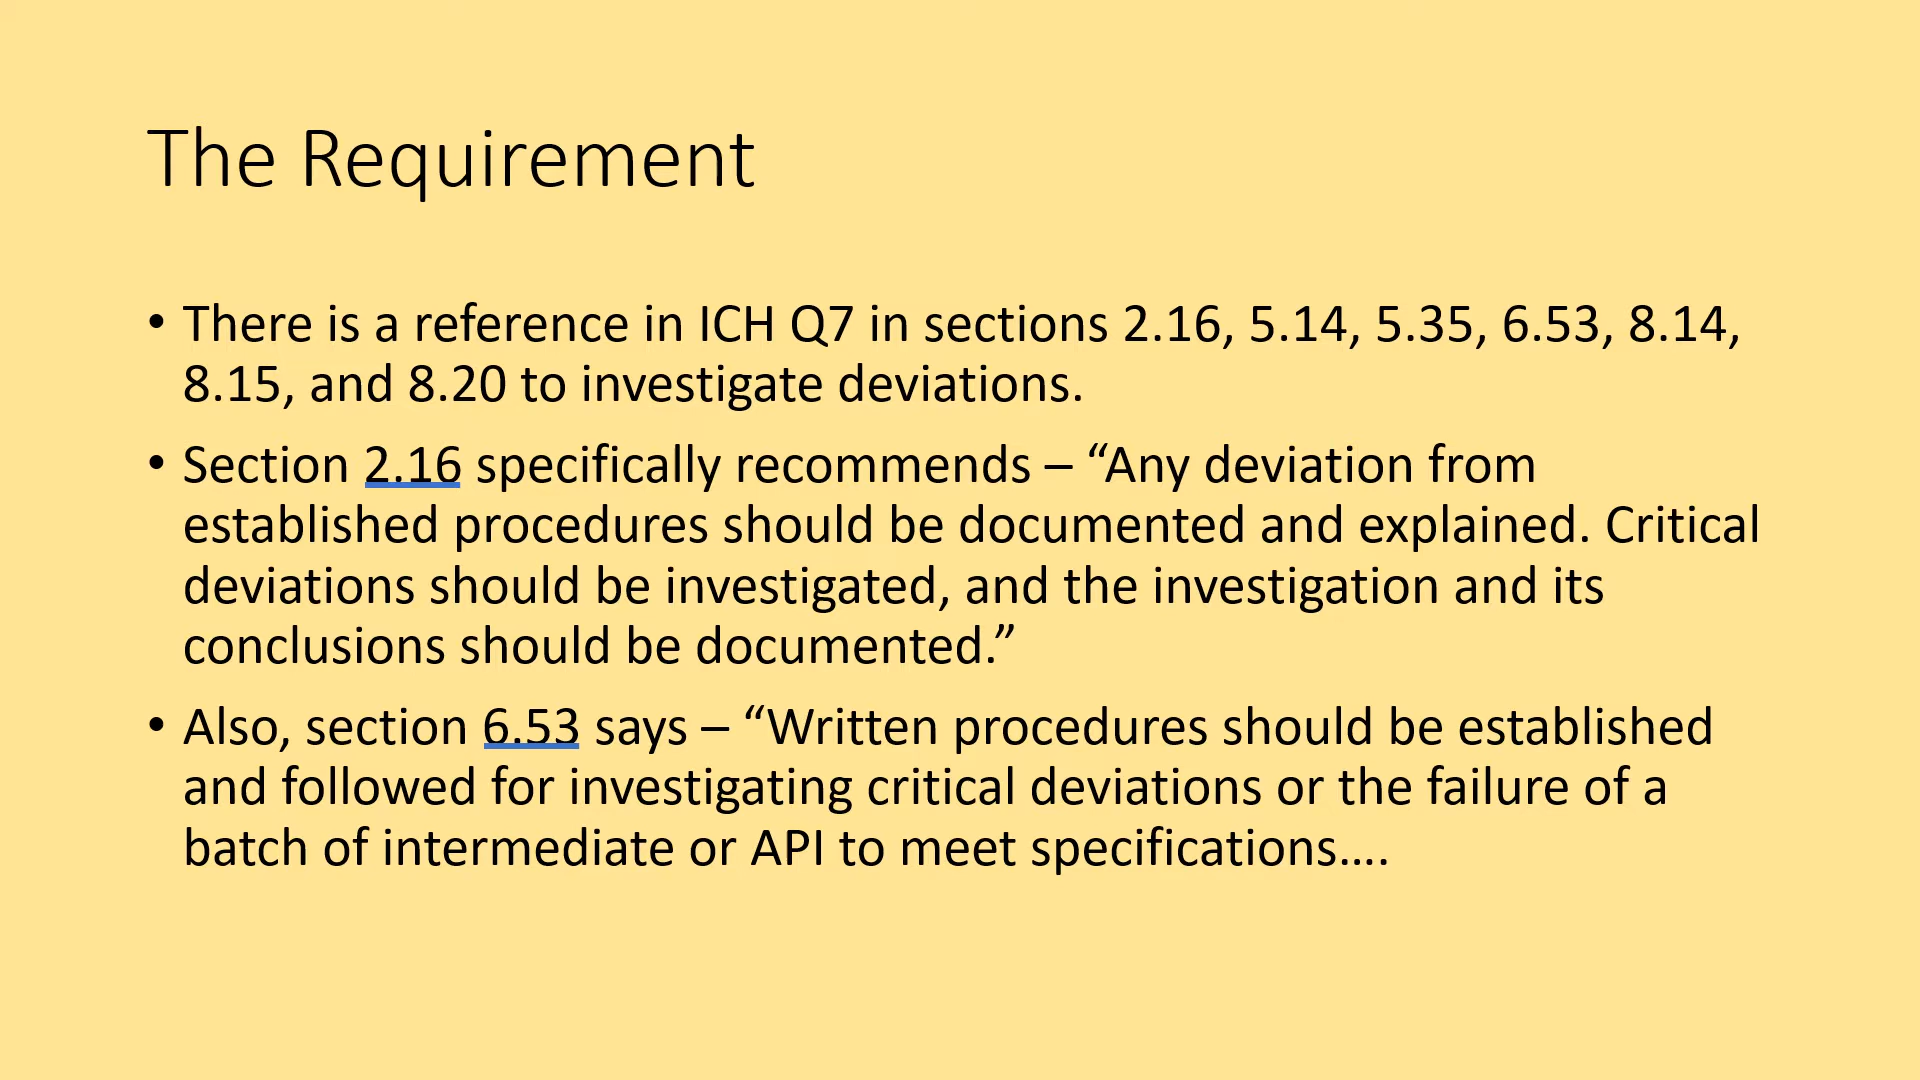 The Requirement
• There is a reference in ICH Q7 in sections 2.16, 5.14, 5.35, 6.53, 8.14,
8.15, and 8.20 to investigate deviations.
• Section 2.16 specifically recommends – “Any deviation from
established procedures should be documented and explained. Critical
deviations should be investigated, and the investigation and its
conclusions should be documented.”
• Also, section 6.53 says – “Written procedures should be established
and followed for investigating critical deviations or the failure of a
batch of intermediate or API to meet specifications….